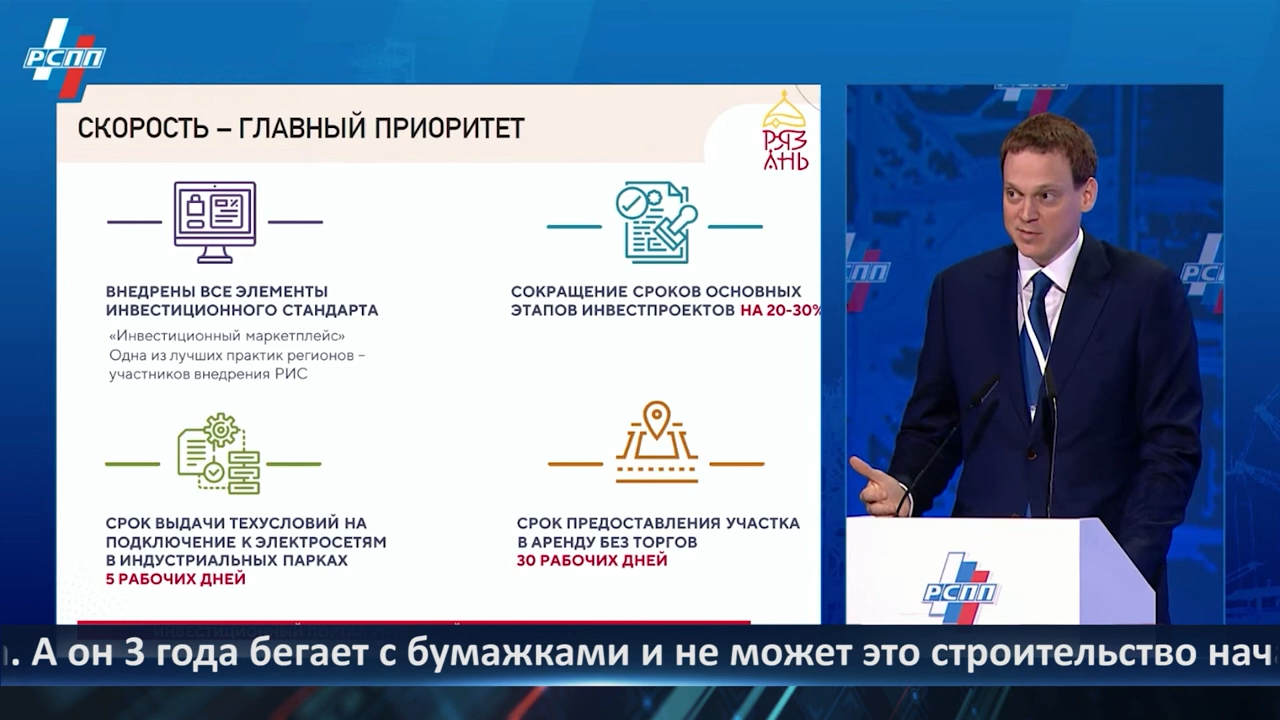 РСПП
СКОРОСТЬ – ГЛАВНЫЙ ПРИОРИТЕТ
РЯЗ
АНЬ
ВНЕДРЕНЫ ВСЕ ЭЛЕМЕНТЫ
ИНВЕСТИЦИОННОГО СТАНДАРТА
«Инвестиционный маркетплейс»
Одна из лучших практик регионов –
участников внедрения РИС
СОКРАЩЕНИЕ СРОКОВ ОСНОВНЫХ
ЭТАПОВ ИНВЕСТПРОЕКТОВ НА 20-30%
СРОК ВЫДАЧИ ТЕХУСЛОВИЙ НА
ПОДКЛЮЧЕНИЕ К ЭЛЕКТРОСЕТЯМ
В ИНДУСТРИАЛЬНЫХ ПАРКАХ
5 РАБОЧИХ ДНЕЙ
СРОК ПРЕДОСТАВЛЕНИЯ УЧАСТКА
В АРЕНДУ БЕЗ ТОРГОВ
30 РАБОЧИХ ДНЕЙ
РСПП
РСПП
ИНВЕСТИЦИОННЫЙ ПОРТАЛ
а. А он 3 года бегает с бумажками и не может это строительство нач